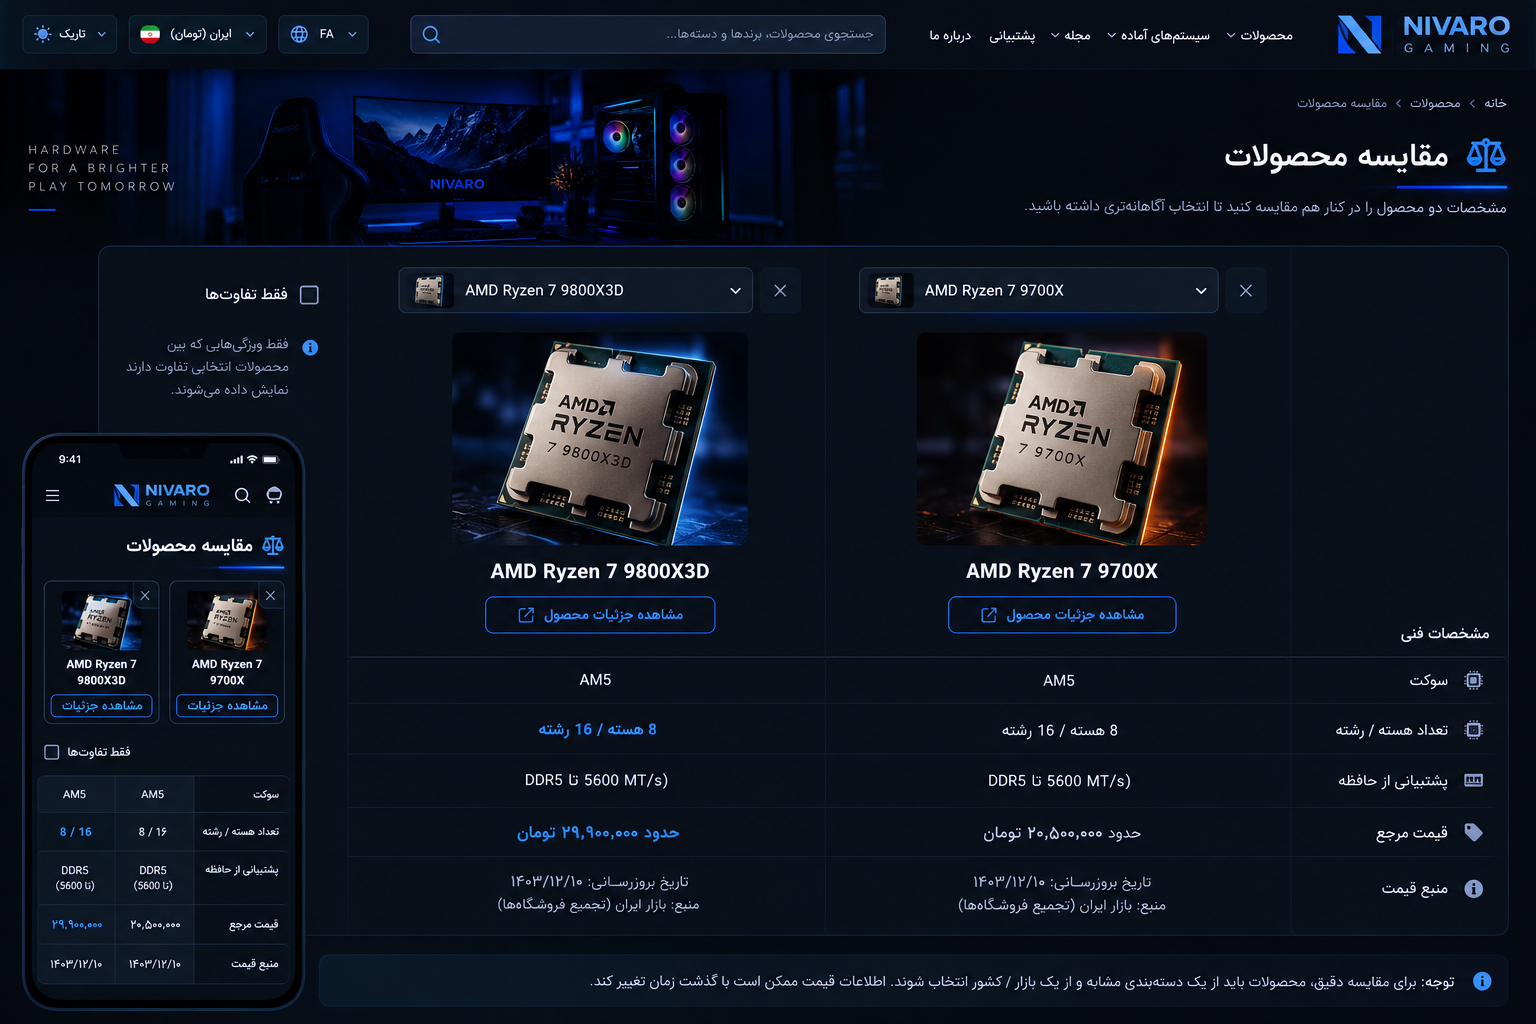 NIVARO
GAMING
محصولات
سیستم‌های آماده
مجله
پشتیبانی
درباره ما
جستجوی محصولات، برندها و دسته‌ها...
FA
ایران (تومان)
تاریک
خانه › محصولات › مقایسه محصولات
مقایسه محصولات
مشخصات دو محصول را در کنار هم مقایسه کنید تا انتخاب آگاهانه‌تری داشته باشید.
HARDWARE
FOR A BRIGHTER
PLAY TOMORROW
NIVARO
AMD Ryzen 7 9700X
AMD Ryzen 7 9800X3D
فقط تفاوت‌ها
فقط ویژگی‌هایی که بین
محصولات انتخابی تفاوت دارند
نمایش داده می‌شوند.
AMD
RYZEN
7 9700X
AMD
RYZEN
7 9800X3D
AMD Ryzen 7 9700X
AMD Ryzen 7 9800X3D
مشاهده جزئیات محصول
مشاهده جزئیات محصول
مشخصات فنی
سوکت
AM5
AM5
تعداد هسته / رشته
8 هسته / 16 رشته
8 هسته / 16 رشته
پشتیبانی از حافظه
DDR5 تا 5600 MT/s)
DDR5 تا 5600 MT/s)
قیمت مرجع
حدود ۲۰,۵۰۰,۰۰۰ تومان
حدود ۲۹,۹۰۰,۰۰۰ تومان
منبع قیمت
تاریخ بروزرسـانی: ۱۴۰۳/۱۲/۱۰
منبع: بازار ایران (تجمیع فروشگاه‌ها)
تاریخ بروزرسـانی: ۱۴۰۳/۱۲/۱۰
منبع: بازار ایران (تجمیع فروشگاه‌ها)
توجه: برای مقایسه دقیق، محصولات باید از یک دسته‌بندی مشابه و از یک بازار / کشور انتخاب شوند. اطلاعات قیمت ممکن است با گذشت زمان تغییر کند.
9:41
NIVARO
GAMING
مقایسه محصولات
RYZEN
RYZEN
AMD Ryzen 7
9700X
AMD Ryzen 7
9800X3D
مشاهده جزئیات
مشاهده جزئیات
فقط تفاوت‌ها
سوکت
AM5
AM5
تعداد هسته / رشته
8 / ۱۶
8 / 16
پشتیبانی از حافظه
DDR5
(تا 5600)
DDR5
(تا 5600)
قیمت مرجع
۲۰,۵۰۰,۰۰۰
۲۹,۹۰۰,۰۰۰
منبع قیمت
۱۴۰۳/۱۲/۱۰
۱۴۰۳/۱۲/۱۰